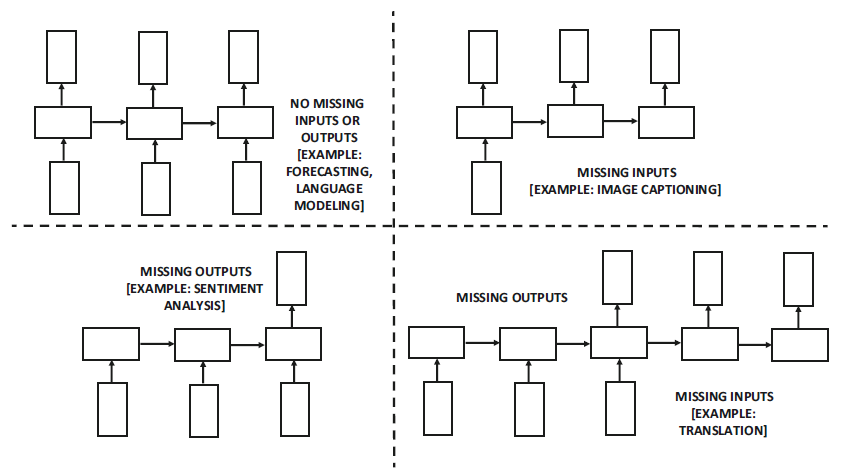 NO MISSING
INPUTS OR
OUTPUTS
[EXAMPLE:
FORECASTING,
LANGUAGE
MODELING]
MISSING INPUTS
[EXAMPLE: IMAGE CAPTIONING]
MISSING OUTPUTS
[EXAMPLE: SENTIMENT
ANALYSIS]
MISSING OUTPUTS
MISSING INPUTS
[EXAMPLE:
TRANSLATION]